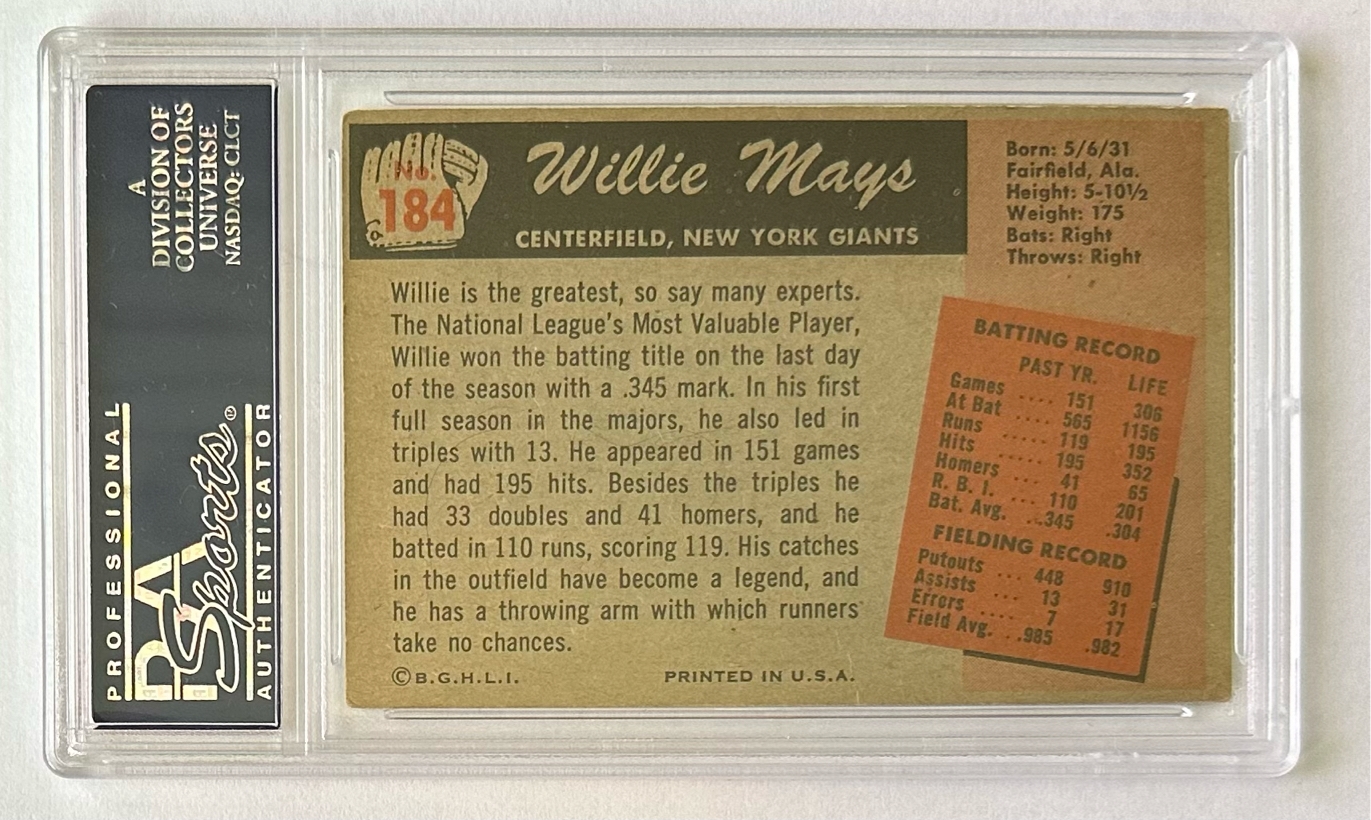 A
DIVISION OF
COLLECTORS
UNIVERSE
NASDAQ: CLCT
PROFESSIONAL
PSA
Sports®
AUTHENTICATOR
No.
184
Willie Mays
CENTERFIELD, NEW YORK GIANTS
Willie is the greatest, so say many experts.
The National League's Most Valuable Player,
Willie won the batting title on the last day
of the season with a .345 mark. In his first
full season in the majors, he also led in
triples with 13. He appeared in 151 games
and had 195 hits. Besides the triples he
had 33 doubles and 41 homers, and he
batted in 110 runs, scoring 119. His catches
in the outfield have become a legend, and
he has a throwing arm with which runners
take no chances.
©B.G.H.L.I. PRINTED IN U.S.A.
Born: 5/6/31
Fairfield, Ala.
Height: 5-10½
Weight: 175
Bats: Right
Throws: Right
BATTING RECORD
PAST YR. LIFE
Games .... 151 306
At Bat .... 565 1156
Runs ..... 119 195
Hits ..... 195 352
Homers ... 41 65
R. B. I. ... 110 201
Bat. Avg. ..345 .304
FIELDING RECORD
Putouts ... 448 910
Assists ... 13 31
Errors .... 7 17
Field Avg. .985 .982